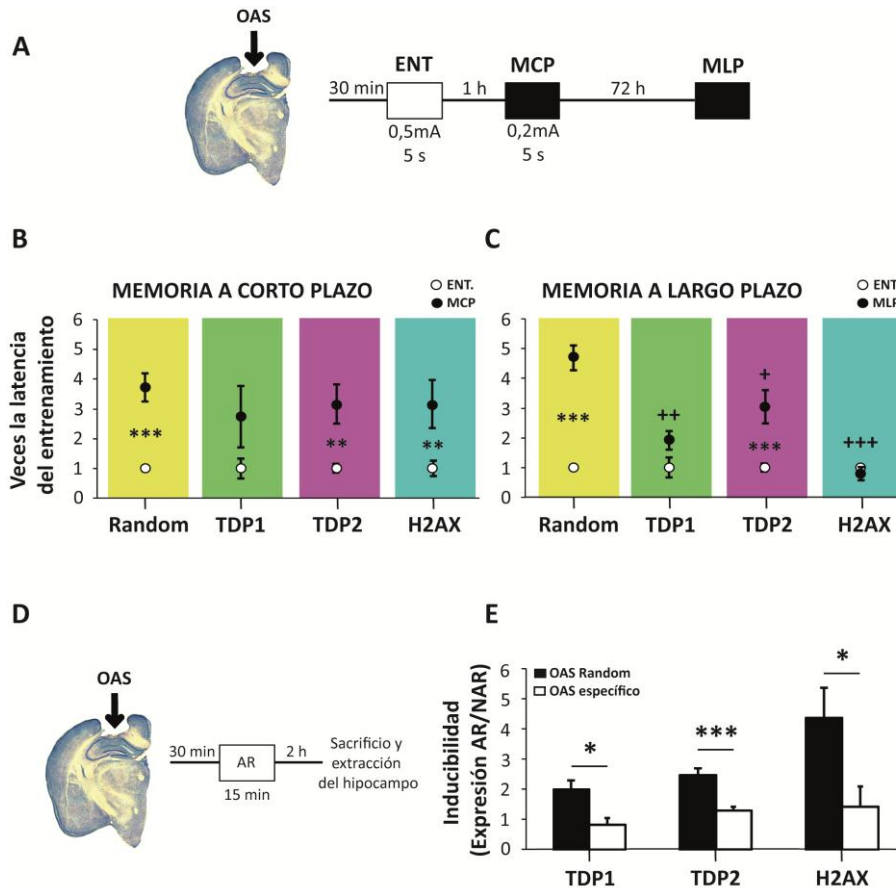 A
OAS
ENT
MCP
MLP
30 min
1 h
72 h
0,5mA
0,2mA
5 s
5 s
B
MEMORIA A CORTO PLAZO
ENT.
MCP
Veces la latencia
del entrenamiento
6
5
4
3
2
1
0
***
**
**
Random
TDP1
TDP2
H2AX
C
MEMORIA A LARGO PLAZO
ENT.
MLP
6
5
4
3
2
1
0
***
++
+
***
+++
Random
TDP1
TDP2
H2AX
D
OAS
30 min
AR
2 h
15 min
Sacrificio y
extracción
del hipocampo
E
OAS Random
OAS específico
Inducibilidad
(Expresión AR/NAR)
6
5
4
3
2
1
0
*
***
*
TDP1
TDP2
H2AX